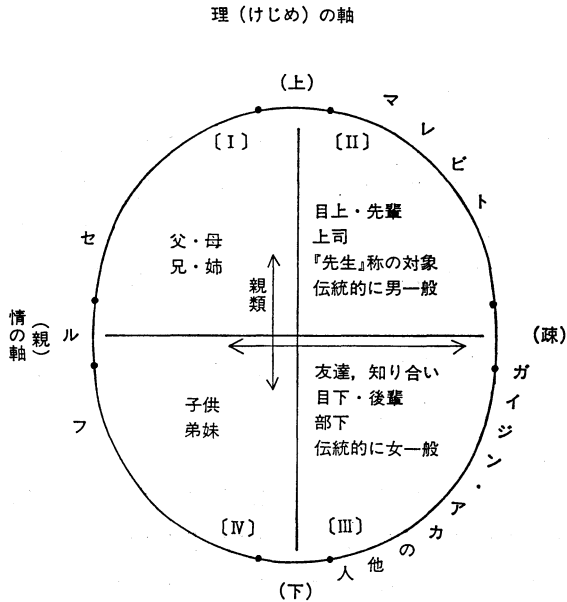 理(けじめ)の軸
(上)
〔Ⅰ〕
〔Ⅱ〕
マレビト
目上・先輩
上司
『先生』称の対象
伝統的に男一般
父・母
兄・姉
親類
セルフ
情の軸
(親)
(疎)
友達,知り合い
目下・後輩
部下
伝統的に女一般
子供
弟妹
ガイジン・アカの他人
〔Ⅳ〕
〔Ⅲ〕
(下)